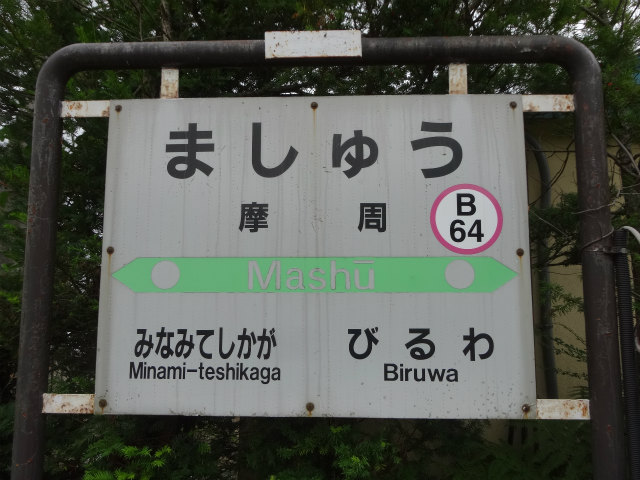 ましゅう
摩周
B
64
Mashū
みなみてしかが びるわ
Minami-teshikaga Biruwa